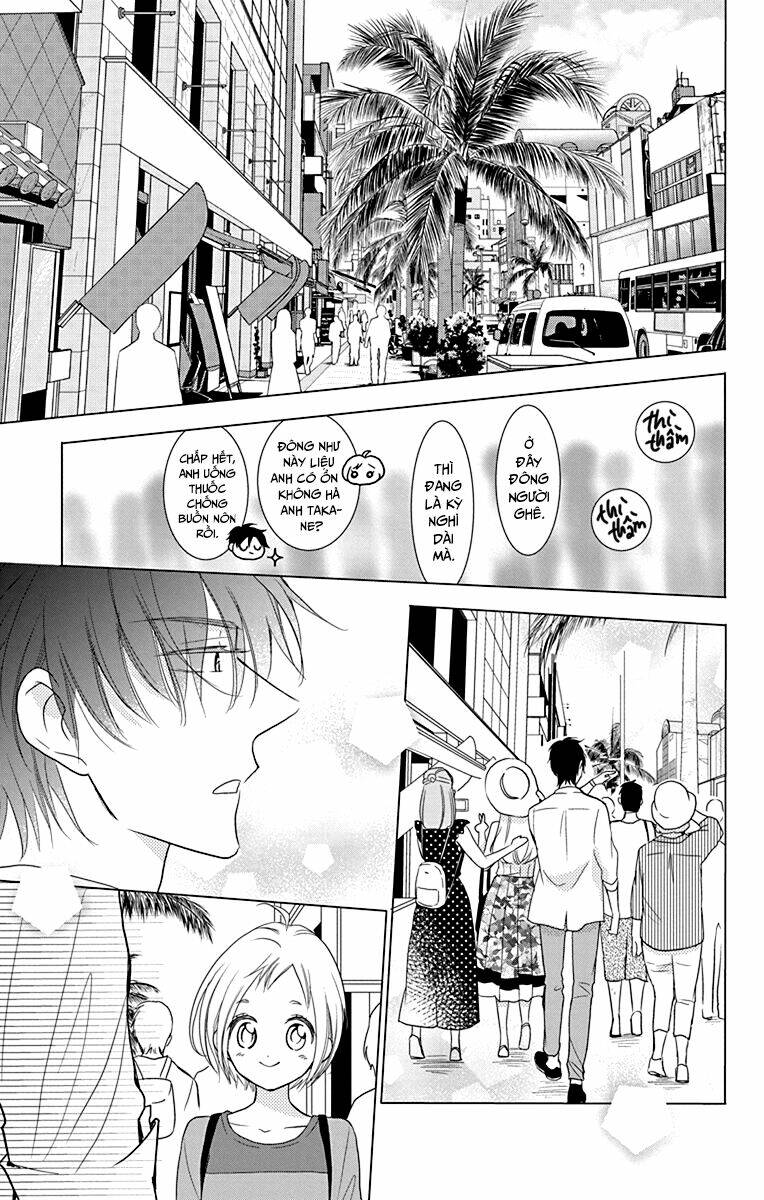 thì
thầm
thì
thầm
Ở
ĐÂY
ĐÔNG
NGƯỜI
GHÊ.
THÌ
ĐANG
LÀ KỲ
NGHỈ
DÀI
MÀ.
ĐÔNG NHƯ
NÀY LIỆU
ANH CÓ ỔN
KHÔNG HẢ
ANH TAKA-
NE?
CHẤP HẾT,
ANH UỐNG
THUỐC
CHỐNG
BUỒN NÔN
RỒI.